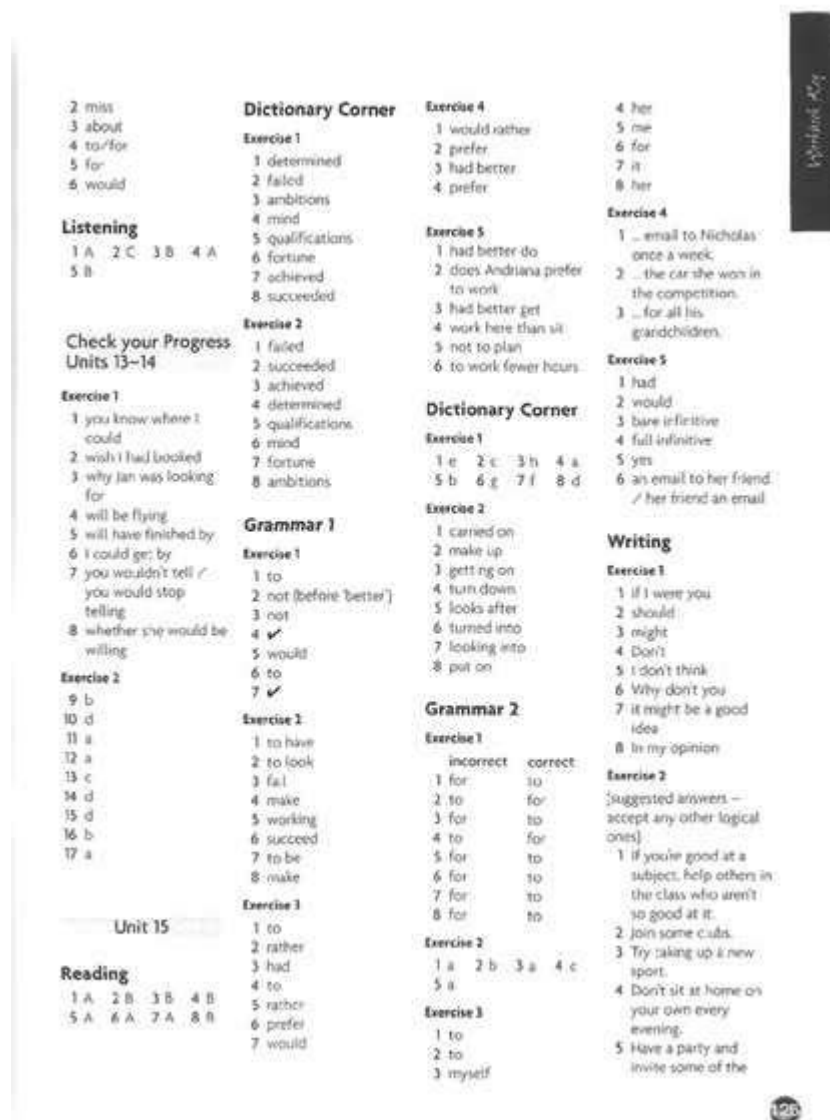 2 miss
3 about
4 to/for
5 for
6 would
Listening
1 A 2 C 3 B 4 A
5 B
Check your Progress
Units 13–14
Exercise 1
1 you know where I
could
2 wish I had booked
3 why Jan was looking
for
4 will be flying
5 will have finished by
6 I could get by
7 you wouldn't tell /
you would stop
telling
8 whether she would be
willing
Exercise 2
9 b
10 d
11 a
12 a
13 c
14 d
15 d
16 b
17 a
Unit 15
Reading
1 A 2 B 3 B 4 B
5 A 6 A 7 A 8 B
Dictionary Corner
Exercise 1
1 determined
2 failed
3 ambitions
4 mind
5 qualifications
6 fortune
7 achieved
8 succeeded
Exercise 2
1 failed
2 succeeded
3 achieved
4 determined
5 qualifications
6 mind
7 fortune
8 ambitions
Grammar 1
Exercise 1
1 to
2 not (before 'better')
3 not
4 ✔
5 would
6 to
7 ✔
Exercise 2
1 to have
2 to look
3 fail
4 make
5 working
6 succeed
7 to be
8 make
Exercise 3
1 to
2 rather
3 had
4 to
5 rather
6 prefer
7 would
Exercise 4
1 would rather
2 prefer
3 had better
4 prefer
Exercise 5
1 had better do
2 does Andriana prefer
to work
3 had better get
4 work here than sit
5 not to plan
6 to work fewer hours
Dictionary Corner
Exercise 1
1 e 2 c 3 h 4 a
5 b 6 g 7 f 8 d
Exercise 2
1 carried on
2 make up
3 getting on
4 turn down
5 looks after
6 turned into
7 looking into
8 put on
Grammar 2
Exercise 1
incorrect correct
1 for to
2 to for
3 for to
4 to for
5 for to
6 for to
7 for to
8 for to
Exercise 2
1 a 2 b 3 a 4 c
5 a
Exercise 3
1 to
2 to
3 myself
4 her
5 me
6 for
7 it
8 her
Exercise 4
1 ... email to Nicholas
once a week.
2 ... the car she won in
the competition.
3 ... for all his
grandchildren.
Exercise 5
1 had
2 would
3 bare infinitive
4 full infinitive
5 yes
6 an email to her friend
/ her friend an email
Writing
Exercise 1
1 if I were you
2 should
3 might
4 Don't
5 I don't think
6 Why don't you
7 it might be a good
idea
8 In my opinion
Exercise 2
(suggested answers –
accept any other logical
ones)
1 If you're good at a
subject, help others in
the class who aren't
so good at it.
2 Join some clubs.
3 Try taking up a new
sport.
4 Don't sit at home on
your own every
evening.
5 Have a party and
invite some of the
Workbook Key